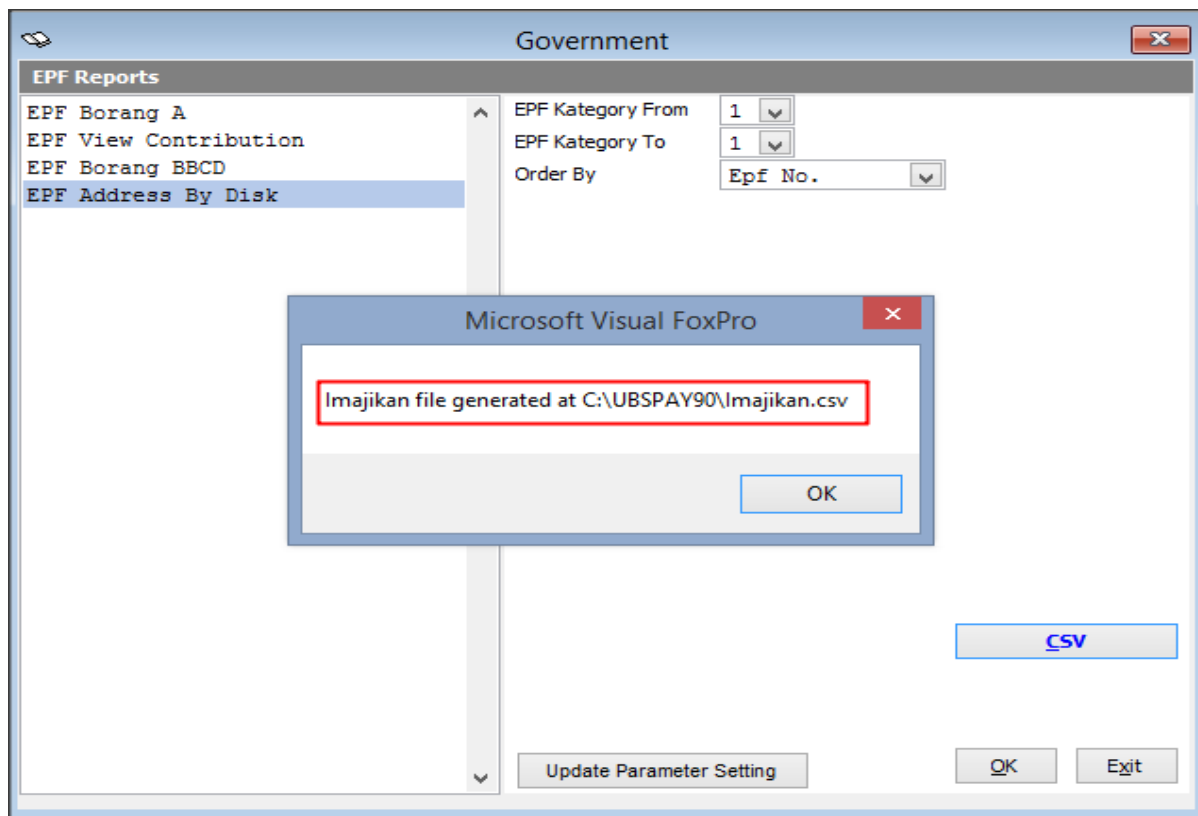 Government
EPF Reports
EPF Borang A
EPF View Contribution
EPF Borang BBCD
EPF Address By Disk
EPF Kategory From 1
EPF Kategory To 1
Order By Epf No.
Microsoft Visual FoxPro
Imajikan file generated at C:\UBSPAY90\Imajikan.csv
OK
CSV
Update Parameter Setting
OK
Exit